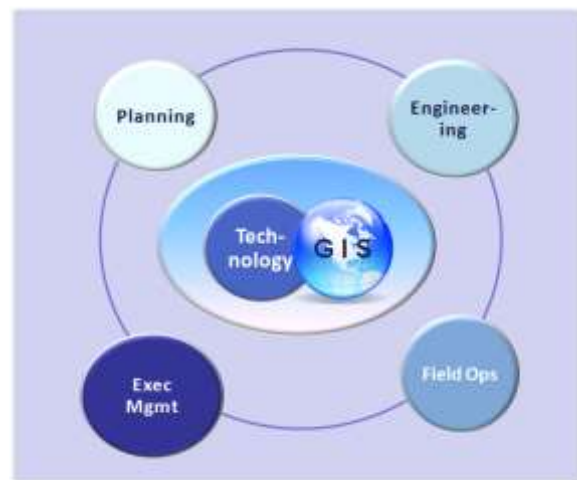 Planning
Engineer-
ing
Tech-
nology
GIS
Exec
Mgmt
Field Ops